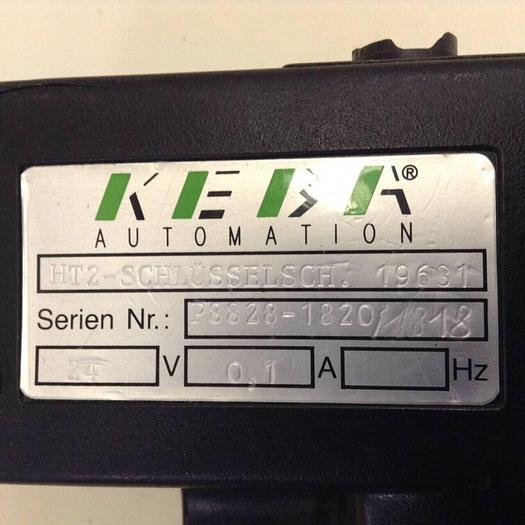 KEBA®
AUTOMATION
HT2-SCHLÜSSELSCH. 19631
Serien Nr.: P8828-1820/1818
24 V 0,1 A Hz